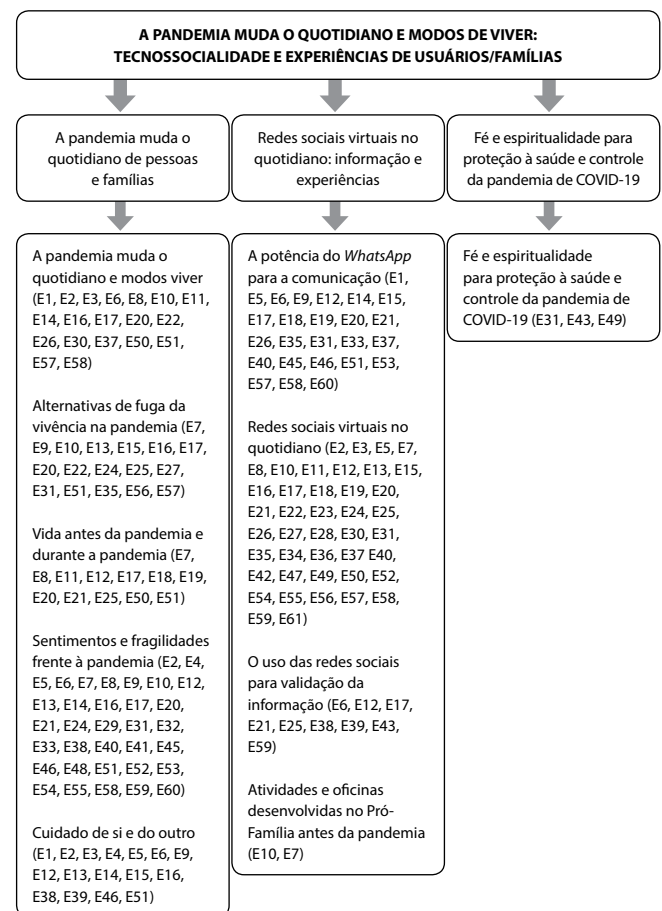 A PANDEMIA MUDA O QUOTIDIANO E MODOS DE VIVER:
TECNOSSOCIALIDADE E EXPERIÊNCIAS DE USUÁRIOS/FAMÍLIAS
A pandemia muda o
quotidiano de pessoas
e famílias
Redes sociais virtuais no
quotidiano: informação e
experiências
Fé e espiritualidade para
proteção à saúde e controle
da pandemia de COVID-19
A pandemia muda o
quotidiano e modos viver
(E1, E2, E3, E6, E8, E10, E11,
E14, E16, E17, E20, E22,
E26, E30, E37, E50, E51,
E57, E58)
Alternativas de fuga da
vivência na pandemia (E7,
E9, E10, E13, E15, E16, E17,
E20, E22, E24, E25, E27,
E31, E51, E35, E56, E57)
Vida antes da pandemia e
durante a pandemia (E7,
E8, E11, E12, E17, E18, E19,
E20, E21, E25, E50, E51)
Sentimentos e fragilidades
frente à pandemia (E2, E4,
E5, E6, E7, E8, E9, E10, E12,
E13, E14, E16, E17, E20,
E21, E24, E29, E31, E32,
E33, E38, E40, E41, E45,
E46, E48, E51, E52, E53,
E54, E55, E58, E59, E60)
Cuidado de si e do outro
(E1, E2, E3, E4, E5, E6, E9,
E12, E13, E14, E15, E16,
E38, E39, E46, E51)
A potência do WhatsApp
para a comunicação (E1,
E5, E6, E9, E12, E14, E15,
E17, E18, E19, E20, E21,
E26, E35, E31, E33, E37,
E40, E45, E46, E51, E53,
E57, E58, E60)
Redes sociais virtuais no
quotidiano (E2, E3, E5, E7,
E8, E10, E11, E12, E13, E15,
E16, E17, E18, E19, E20,
E21, E22, E23, E24, E25,
E26, E27, E28, E30, E31,
E35, E34, E36, E37 E40,
E42, E47, E49, E50, E52,
E54, E55, E56, E57, E58,
E59, E61)
O uso das redes sociais
para validação da
informação (E6, E12, E17,
E21, E25, E38, E39, E43,
E59)
Atividades e oficinas
desenvolvidas no Pró-
Família antes da pandemia
(E10, E7)
Fé e espiritualidade
para proteção à saúde e
controle da pandemia de
COVID-19 (E31, E43, E49)